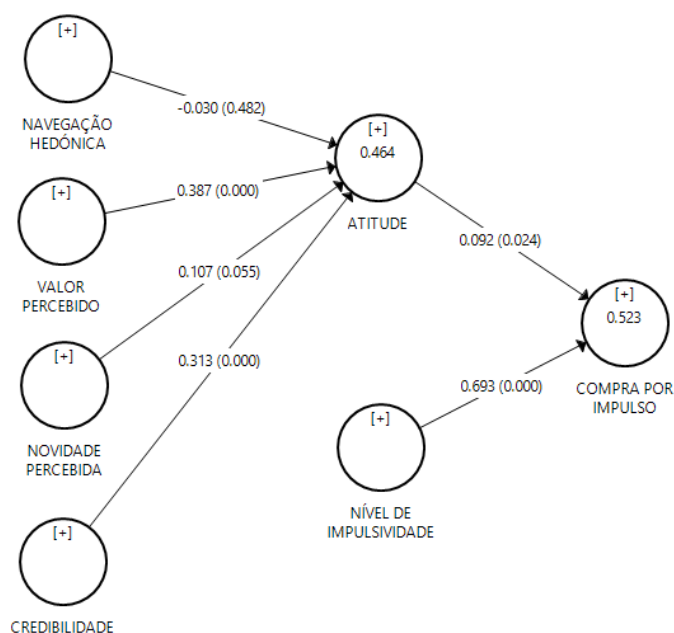 [+]
NAVEGAÇÃO
HEDÓNICA
-0.030 (0.482)
[+]
0.464
ATITUDE
[+]
VALOR
PERCEBIDO
0.387 (0.000)
0.107 (0.055)
0.092 (0.024)
[+]
0.523
COMPRA POR
IMPULSO
[+]
NOVIDADE
PERCEBIDA
0.313 (0.000)
0.693 (0.000)
[+]
NÍVEL DE
IMPULSIVIDADE
[+]
CREDIBILIDADE